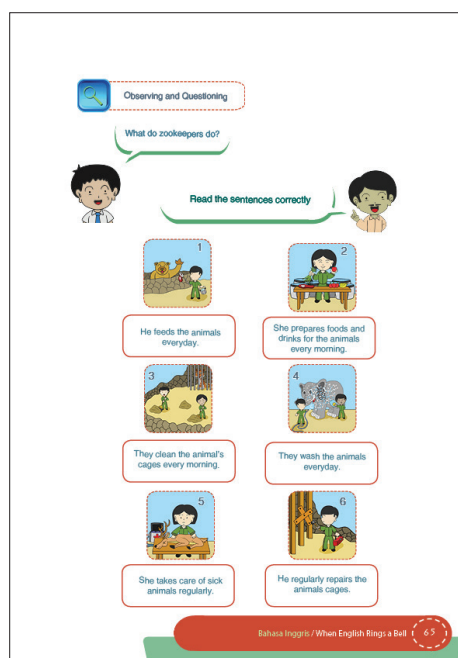 Observing and Questioning
What do zookeepers do?
Read the sentences correctly
1
He feeds the animals
everyday.
2
She prepares foods and
drinks for the animals
every morning.
3
They clean the animal's
cages every morning.
4
They wash the animals
everyday.
5
She takes care of sick
animals regularly.
6
He regularly repairs the
animals cages.
Bahasa Inggris / When English Rings a Bell 65